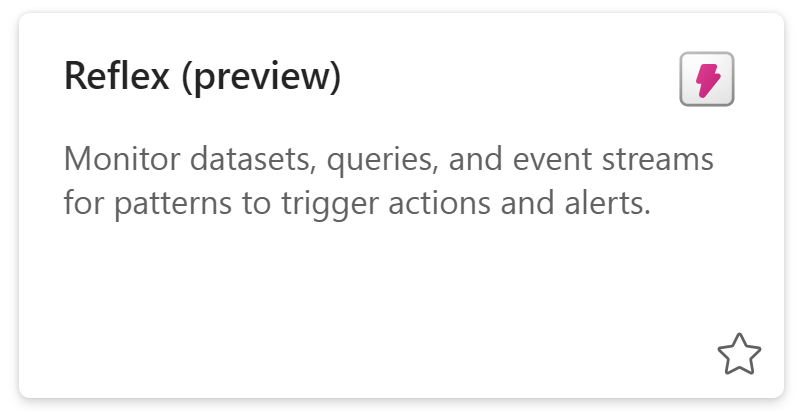 Reflex (preview)
Monitor datasets, queries, and event streams
for patterns to trigger actions and alerts.